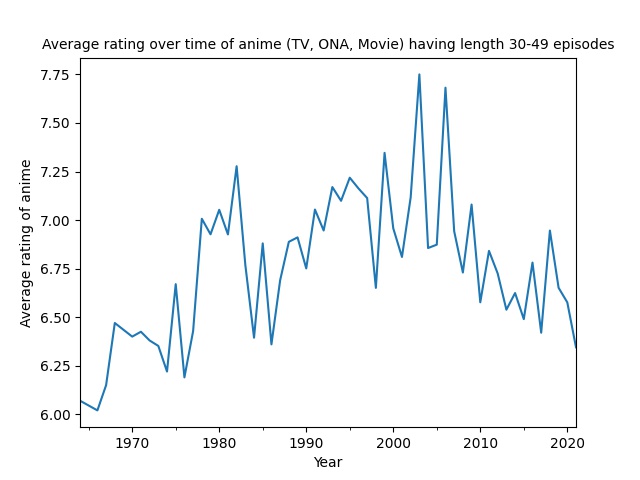 Average rating over time of anime (TV, ONA, Movie) having length 30-49 episodes
7.75
7.50
7.25
7.00
6.75
6.50
6.25
6.00
Average rating of anime
1970 1980 1990 2000 2010 2020
Year